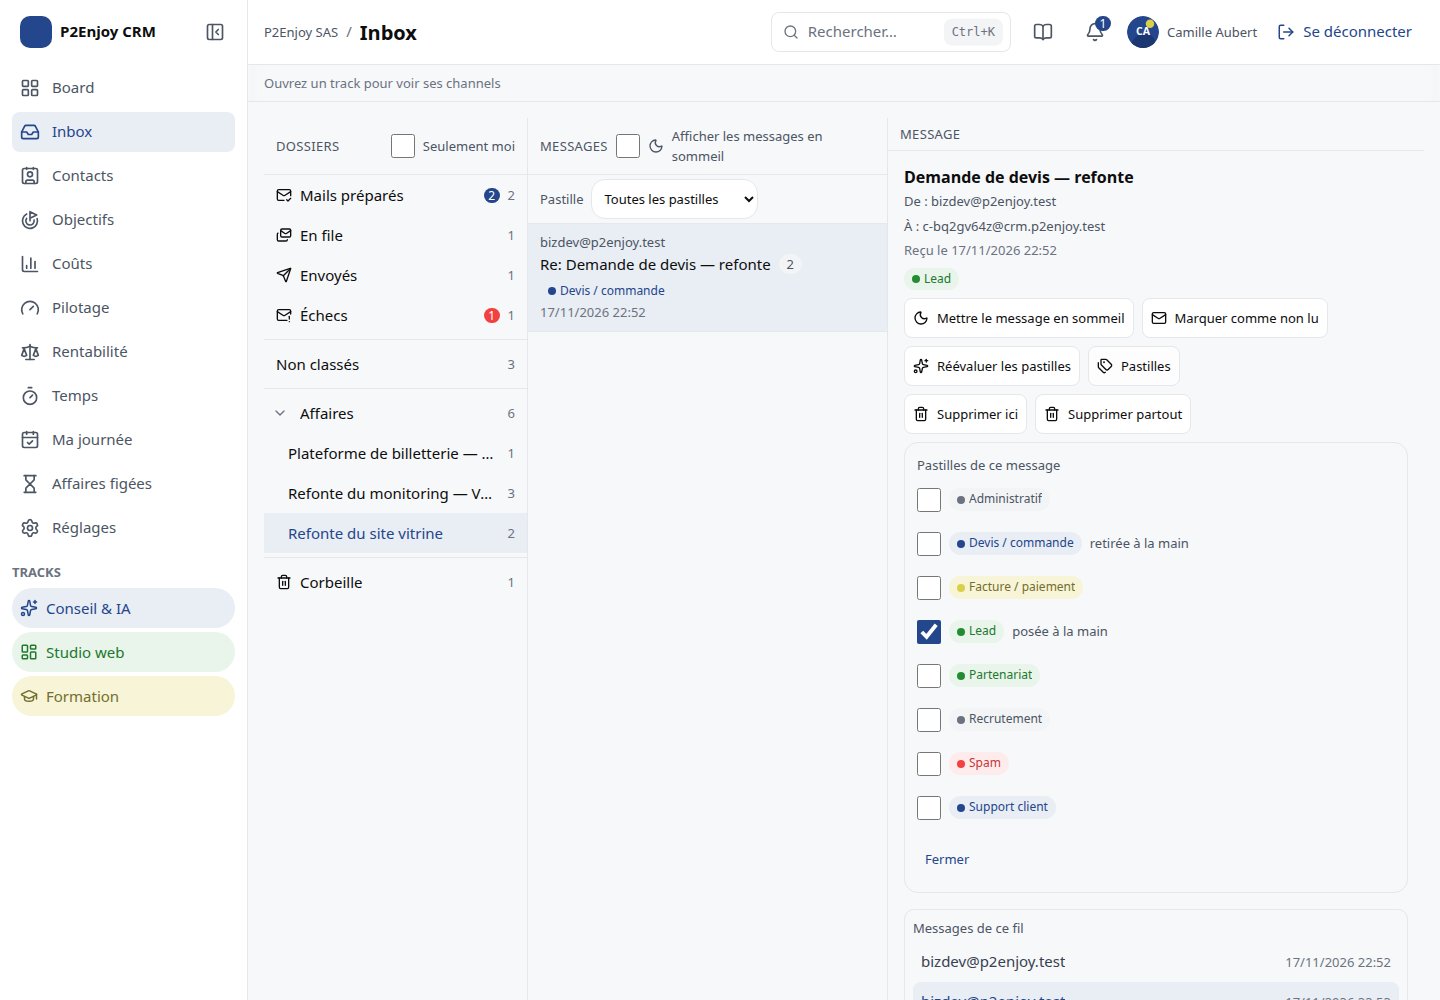 P2Enjoy CRM
Board
Inbox
Contacts
Objectifs
Coûts
Pilotage
Rentabilité
Temps
Ma journée
Affaires figées
Réglages
TRACKS
Conseil & IA
Studio web
Formation
P2Enjoy SAS / Inbox
Rechercher...
Ctrl+K
1
CA
Camille Aubert
Se déconnecter
Ouvrez un track pour voir ses channels
DOSSIERS
Seulement moi
Mails préparés 2 2
En file 1
Envoyés 1
Échecs 1 1
Non classés 3
Affaires 6
Plateforme de billetterie — ... 1
Refonte du monitoring — V... 3
Refonte du site vitrine 2
Corbeille 1
MESSAGES
Afficher les messages en
sommeil
Pastille
Toutes les pastilles
bizdev@p2enjoy.test
Re: Demande de devis — refonte 2
Devis / commande
17/11/2026 22:52
MESSAGE
Demande de devis — refonte
De : bizdev@p2enjoy.test
À : c-bq2gv64z@crm.p2enjoy.test
Reçu le 17/11/2026 22:52
Lead
Mettre le message en sommeil
Marquer comme non lu
Réévaluer les pastilles
Pastilles
Supprimer ici
Supprimer partout
Pastilles de ce message
Administratif
Devis / commande retirée à la main
Facture / paiement
Lead posée à la main
Partenariat
Recrutement
Spam
Support client
Fermer
Messages de ce fil
bizdev@p2enjoy.test 17/11/2026 22:52